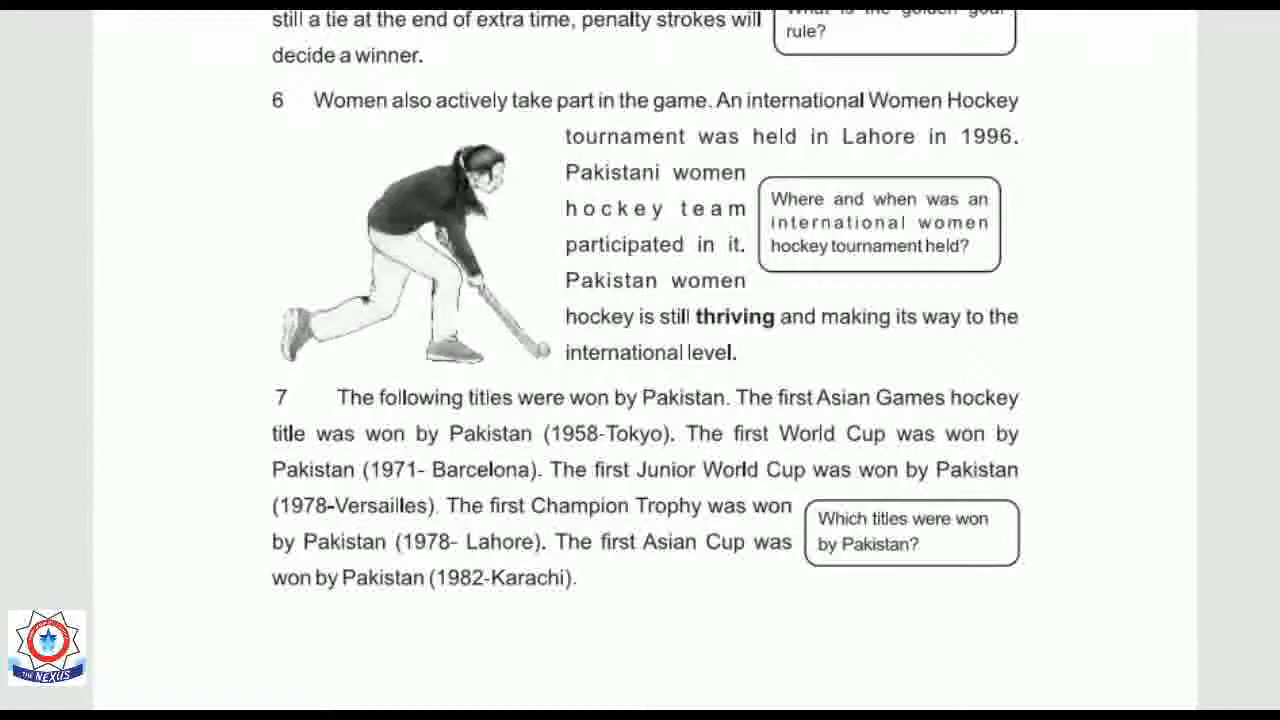 still a tie at the end of extra time, penalty strokes will
decide a winner.
What is the golden goal
rule?
6 Women also actively take part in the game. An international Women Hockey
tournament was held in Lahore in 1996.
Pakistani women
hockey team
participated in it.
Pakistan women
hockey is still thriving and making its way to the
international level.
Where and when was an
international women
hockey tournament held?
7 The following titles were won by Pakistan. The first Asian Games hockey
title was won by Pakistan (1958-Tokyo). The first World Cup was won by
Pakistan (1971- Barcelona). The first Junior World Cup was won by Pakistan
(1978-Versailles). The first Champion Trophy was won
by Pakistan (1978- Lahore). The first Asian Cup was
won by Pakistan (1982-Karachi).
Which titles were won
by Pakistan?
THE NEXUS